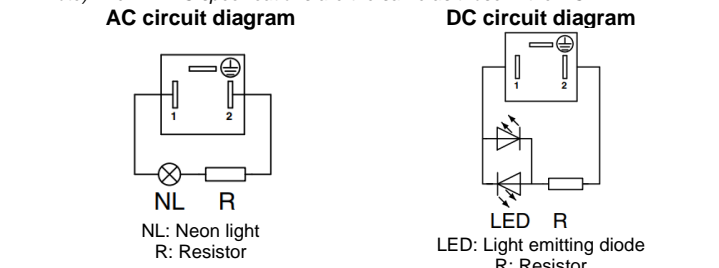 AC circuit diagram
DC circuit diagram
1 2
NL R
NL: Neon light
R: Resistor
1 2
LED R
LED: Light emitting diode
R: Resistor